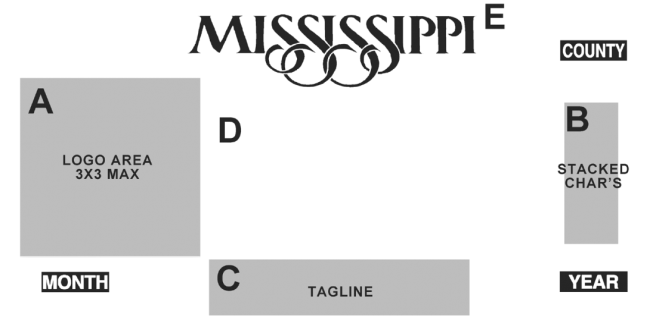 MISSISSIPPI
E
COUNTY
A
LOGO AREA
3X3 MAX
D
B
STACKED
CHAR'S
MONTH
C
TAGLINE
YEAR